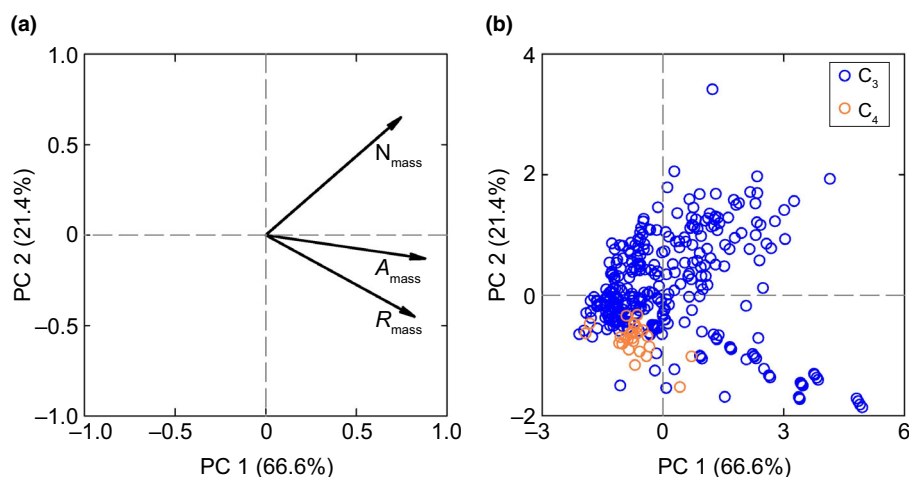 (a)
1.0
0.5
0
–0.5
–1.0
PC 2 (21.4%)
N mass
A mass
R mass
–1.0
–0.5
0
0.5
1.0
PC 1 (66.6%)
(b)
4
2
0
–2
PC 2 (21.4%)
C3
C4
–3
0
3
6
PC 1 (66.6%)